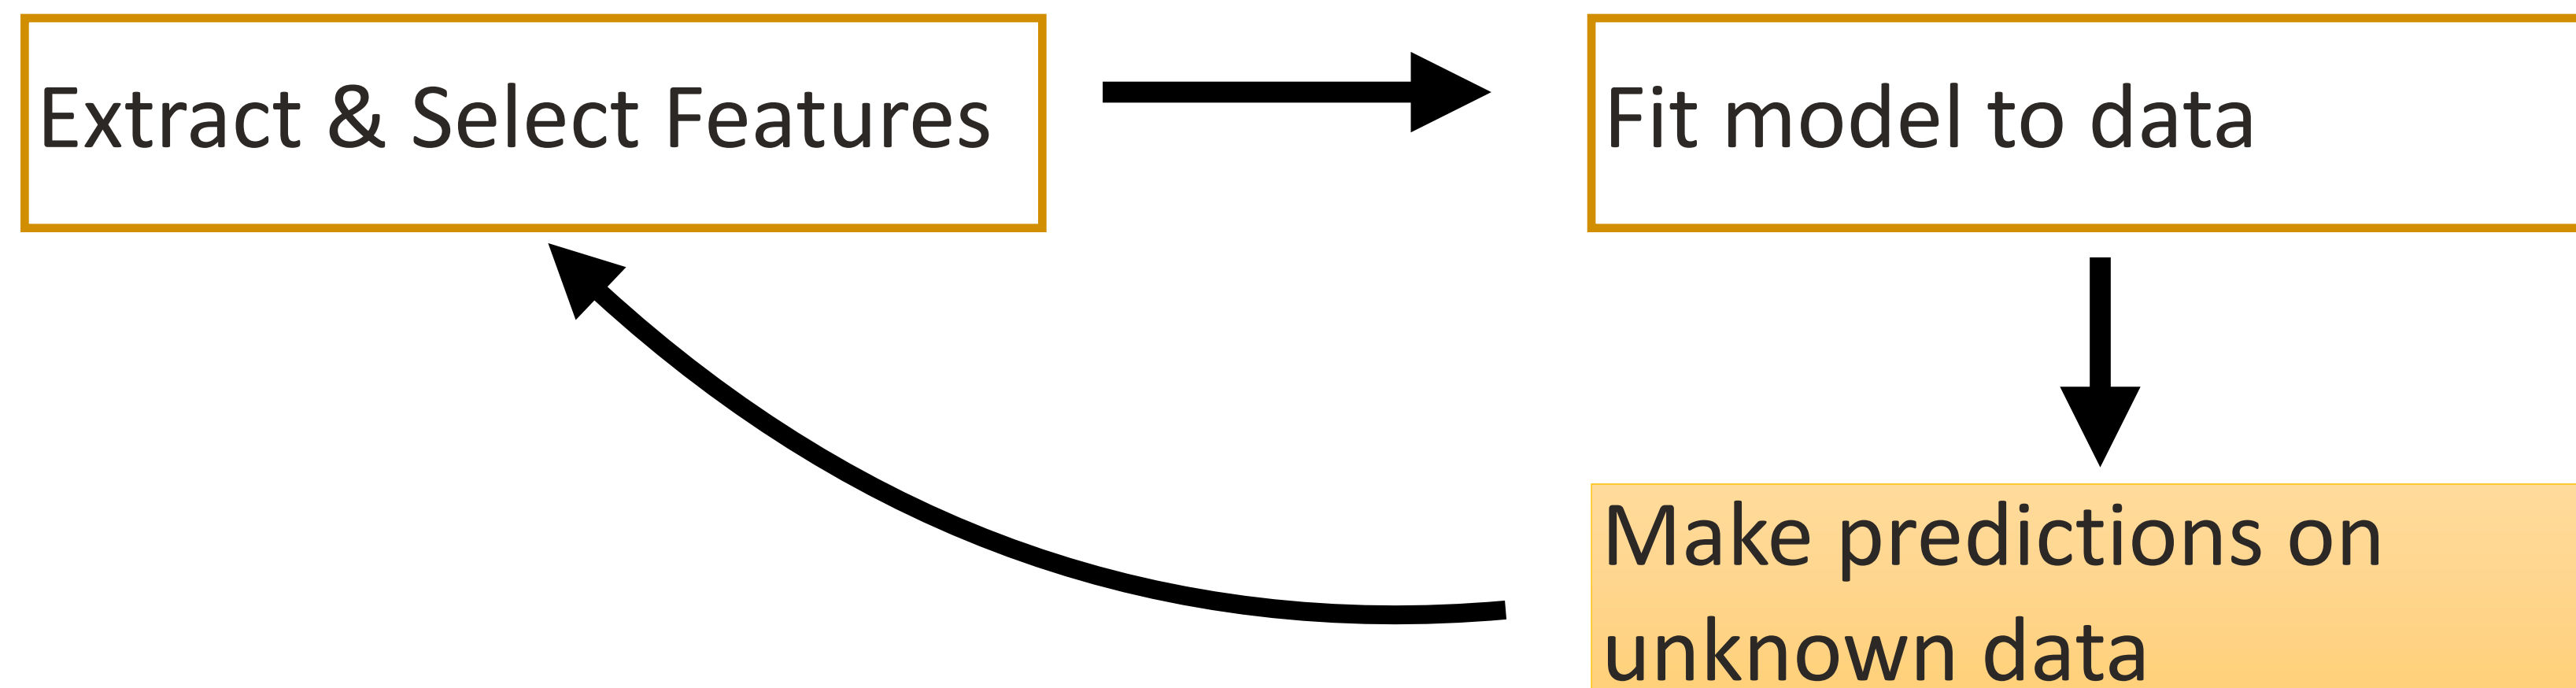 Extract & Select Features
Fit model to data
Make predictions on
unknown data